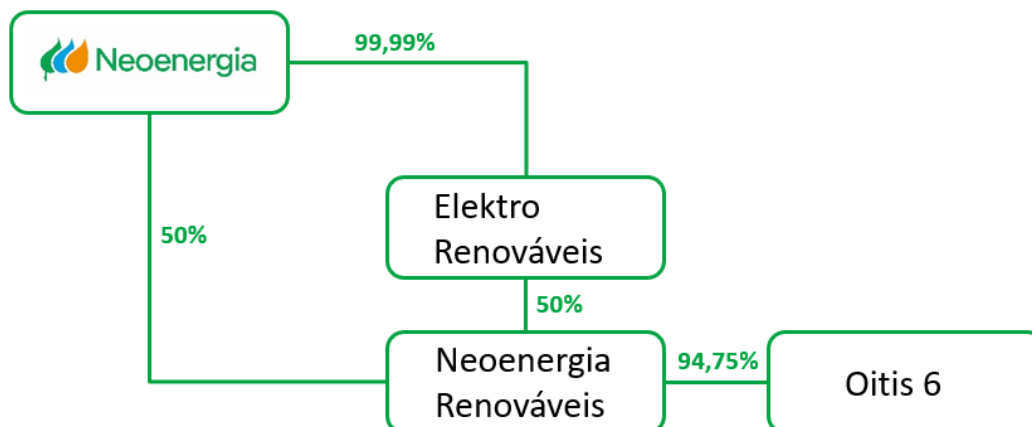 Neoenergia
99,99%
Elektro
Renováveis
50%
50%
Neoenergia
Renováveis
94,75%
Oitis 6